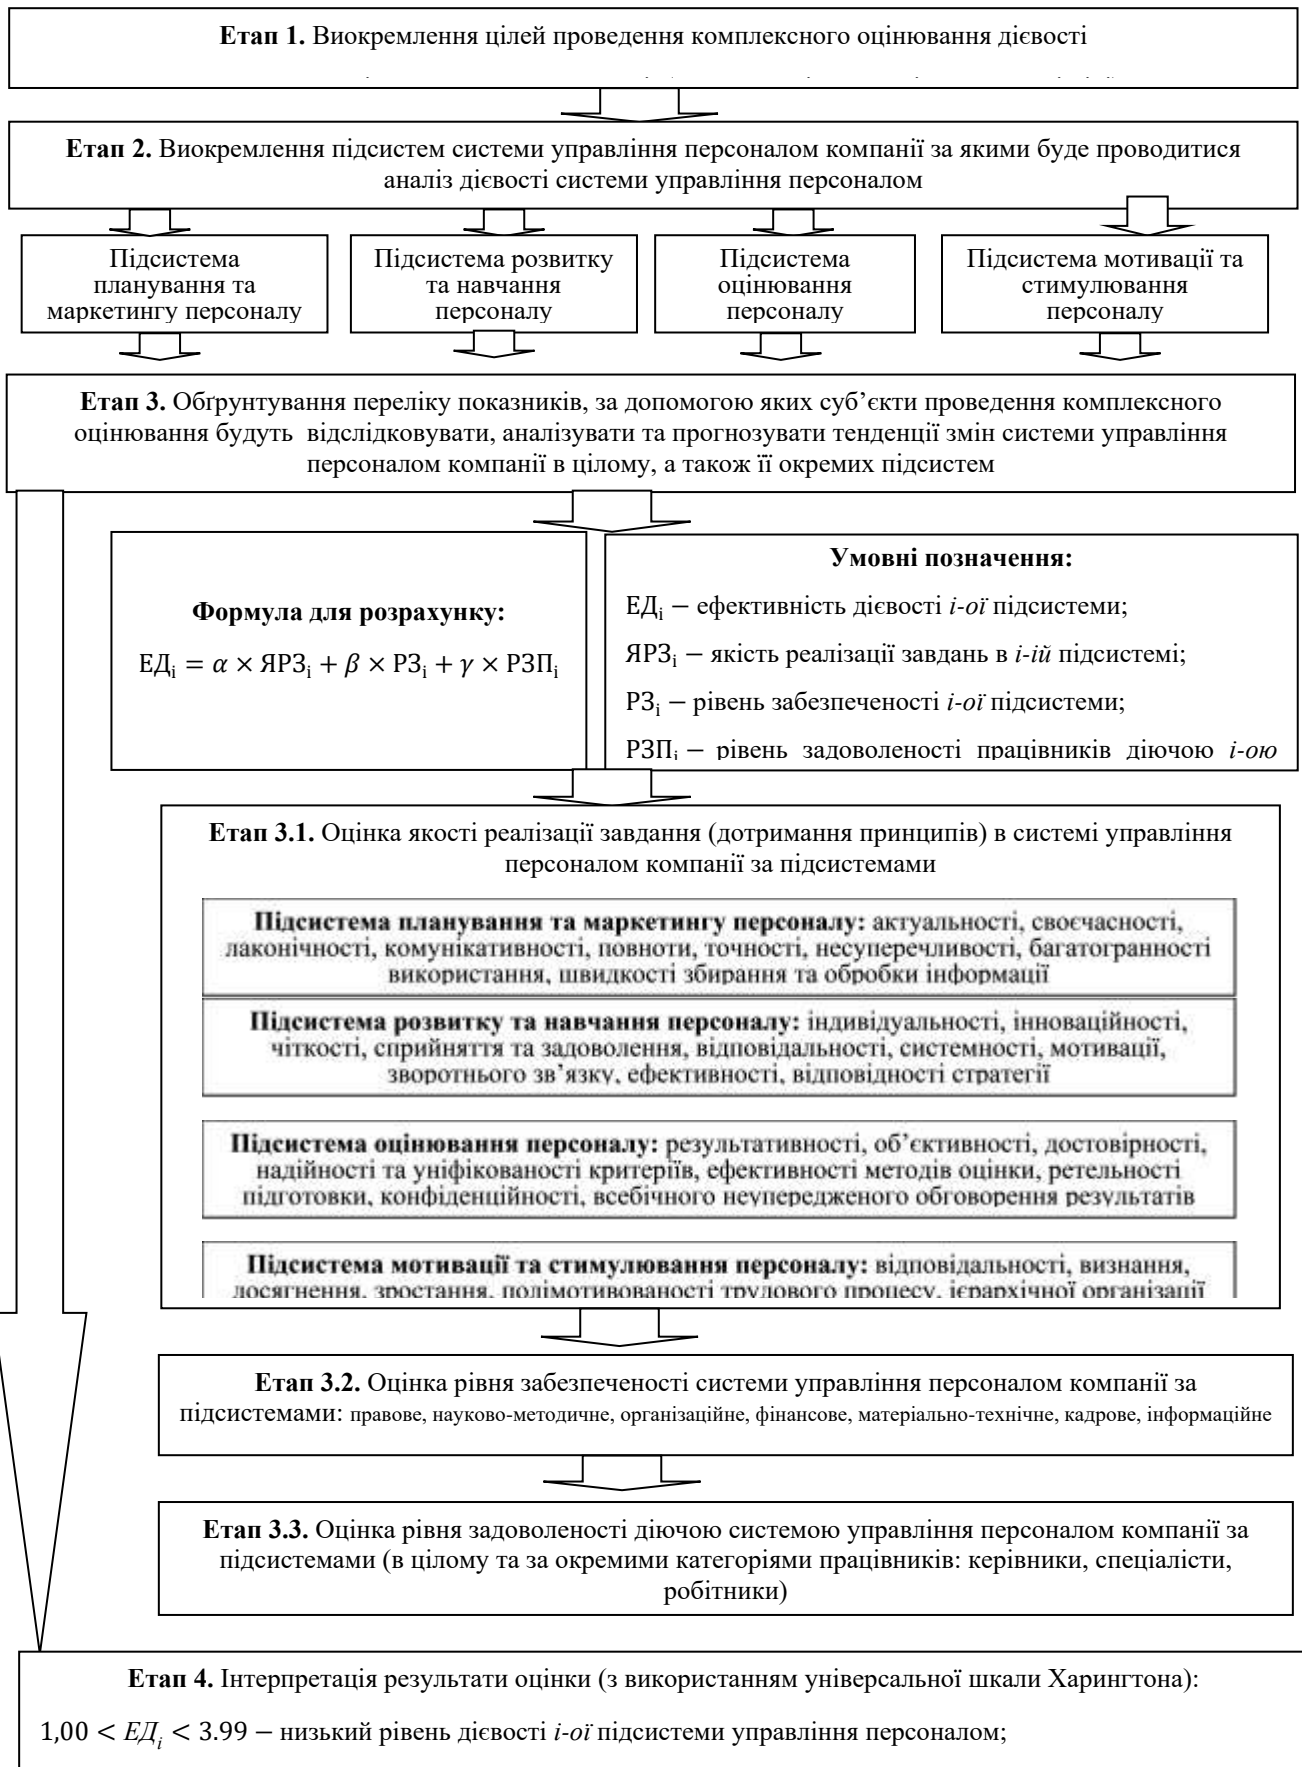 Етап 1. Виокремлення цілей проведення комплексного оцінювання дієвості
Етап 2. Виокремлення підсистем системи управління персоналом компанії за якими буде проводитися
аналіз дієвості системи управління персоналом
Підсистема
планування та
маркетингу персоналу
Підсистема розвитку
та навчання
персоналу
Підсистема
оцінювання
персоналу
Підсистема мотивації та
стимулювання
персоналу
Етап 3. Обґрунтування переліку показників, за допомогою яких суб’єкти проведення комплексного
оцінювання будуть відслідковувати, аналізувати та прогнозувати тенденції змін системи управління
персоналом компанії в цілому, а також її окремих підсистем
Формула для розрахунку:
ЕДᵢ = α × ЯРЗᵢ + β × РЗᵢ + γ × РЗПᵢ
Умовні позначення:
ЕДᵢ − ефективність дієвості і-ої підсистеми;
ЯРЗᵢ − якість реалізації завдань в і-ій підсистемі;
РЗᵢ − рівень забезпеченості і-ої підсистеми;
РЗПᵢ − рівень задоволеності працівників діючою і-ою
Етап 3.1. Оцінка якості реалізації завдання (дотримання принципів) в системі управління
персоналом компанії за підсистемами
Підсистема планування та маркетингу персоналу: актуальності, своєчасності,
лаконічності, комунікативності, повноти, точності, несуперечливості, багатогранності
використання, швидкості збирання та обробки інформації
Підсистема розвитку та навчання персоналу: індивідуальності, інноваційності,
чіткості, сприйняття та задоволення, відповідальності, системності, мотивації,
зворотнього зв’язку, ефективності, відповідності стратегії
Підсистема оцінювання персоналу: результативності, об’єктивності, достовірності,
надійності та уніфікованості критеріїв, ефективності методів оцінки, ретельності
підготовки, конфіденційності, всебічного неупередженого обговорення результатів
Підсистема мотивації та стимулювання персоналу: відповідальності, визнання,
досягнення, зростання, полімотивованості трудового процесу, ієрархічної організації
Етап 3.2. Оцінка рівня забезпеченості системи управління персоналом компанії за
підсистемами: правове, науково-методичне, організаційне, фінансове, матеріально-технічне, кадрове, інформаційне
Етап 3.3. Оцінка рівня задоволеності діючою системою управління персоналом компанії за
підсистемами (в цілому та за окремими категоріями працівників: керівники, спеціалісти,
робітники)
Етап 4. Інтерпретація результати оцінки (з використанням універсальної шкали Харингтона):
1,00 < ЕДᵢ < 3.99 − низький рівень дієвості і-ої підсистеми управління персоналом;